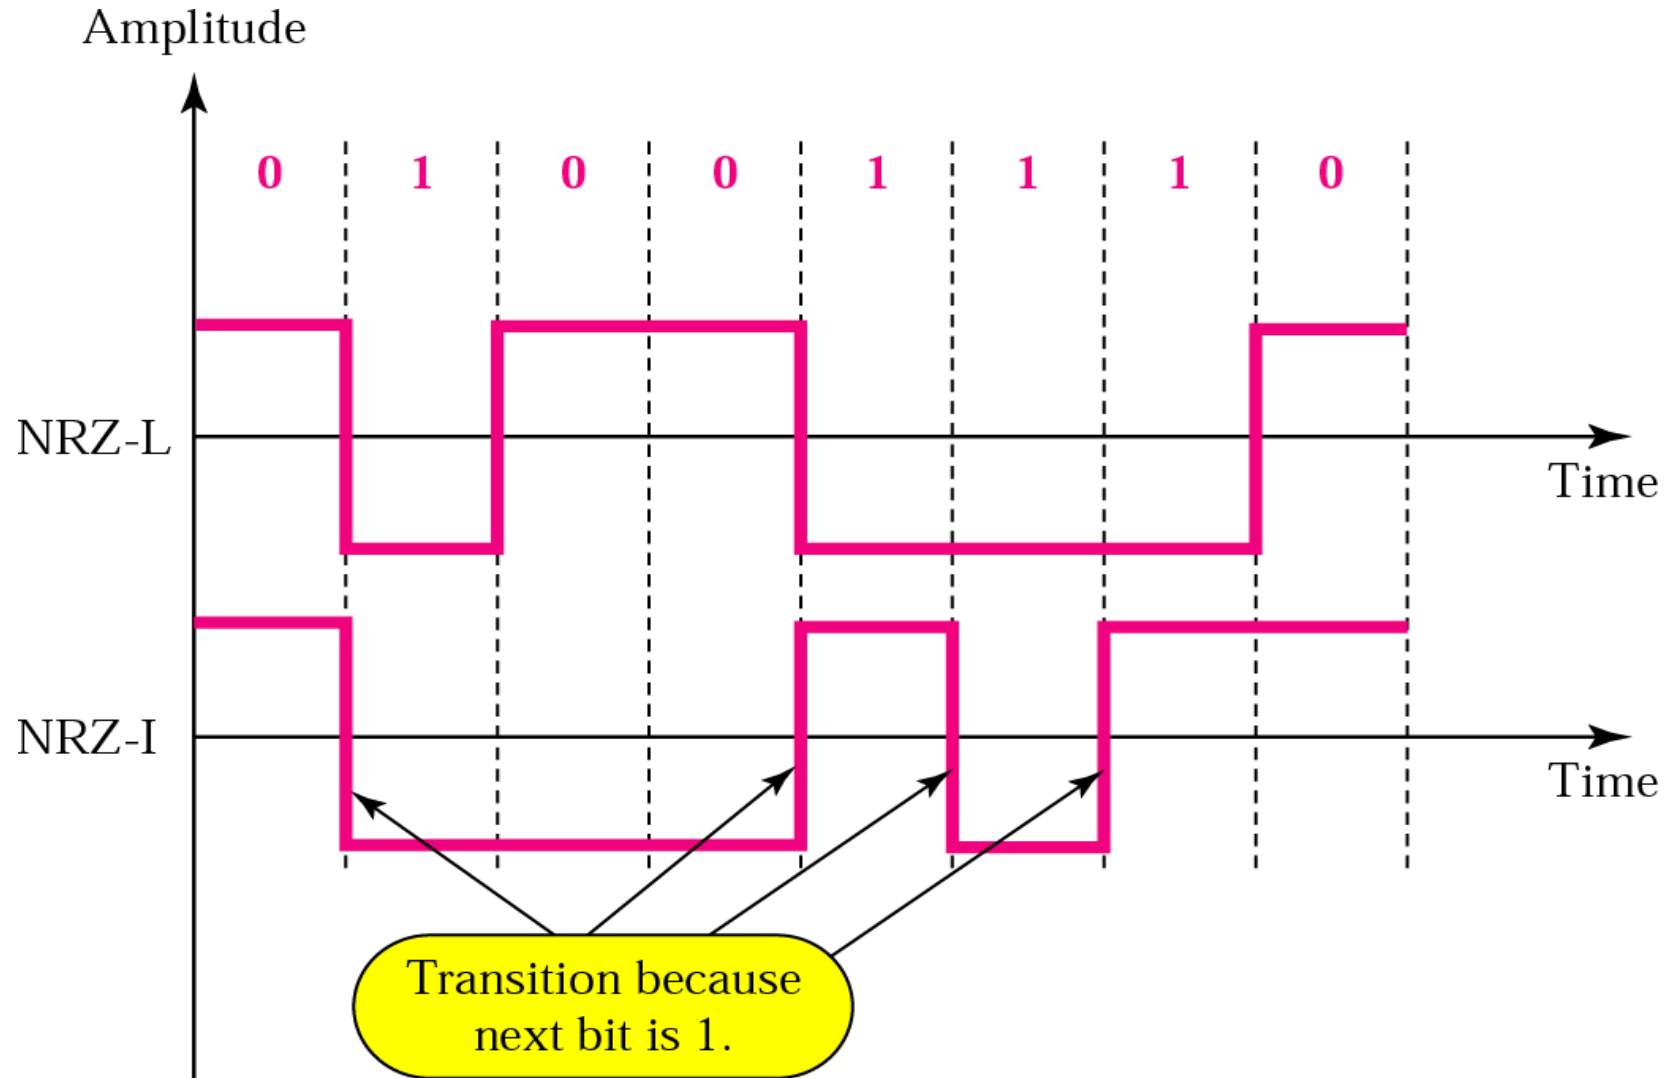 Amplitude
0 1 0 0 1 1 1 0
NRZ-L
Time
NRZ-I
Time
Transition because
next bit is 1.